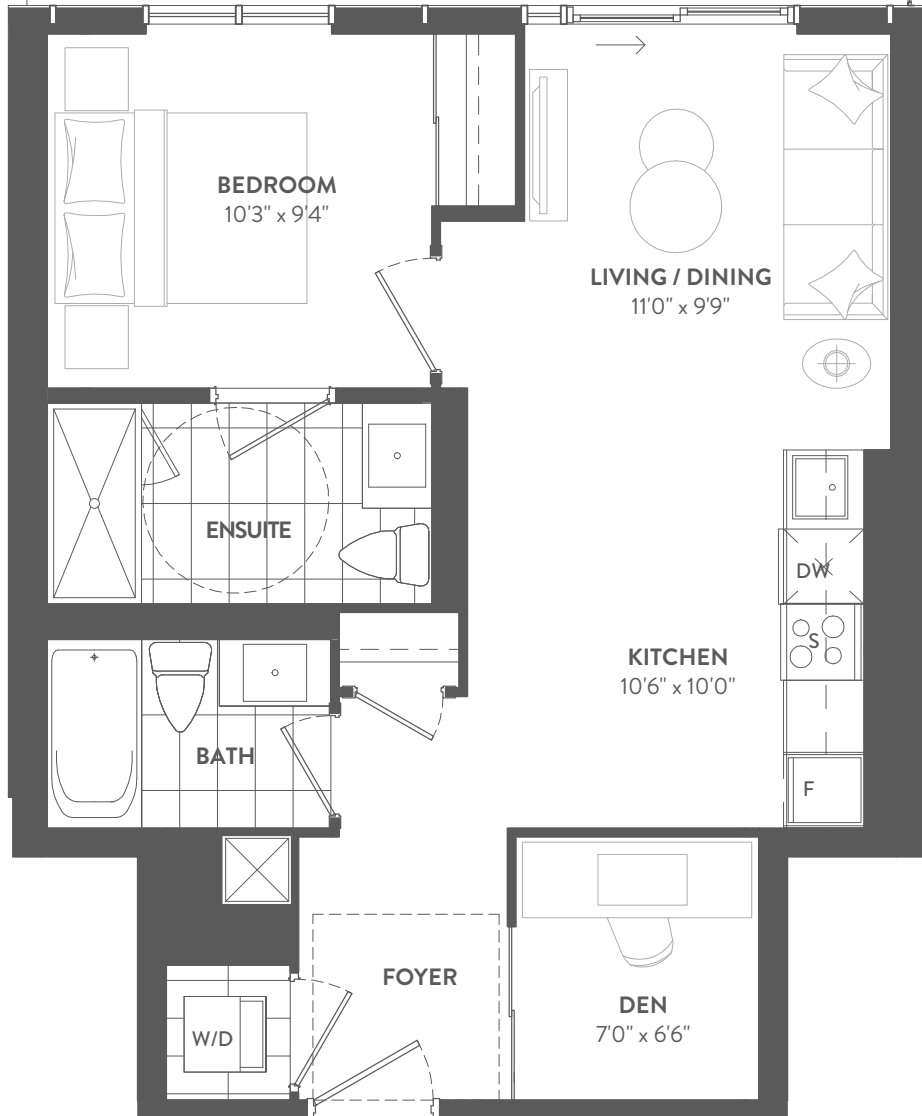 BEDROOM
10'3" x 9'4"
LIVING / DINING
11'0" x 9'9"
ENSUITE
DW
S
KITCHEN
10'6" x 10'0"
BATH
F
FOYER
DEN
7'0" x 6'6"
W/D